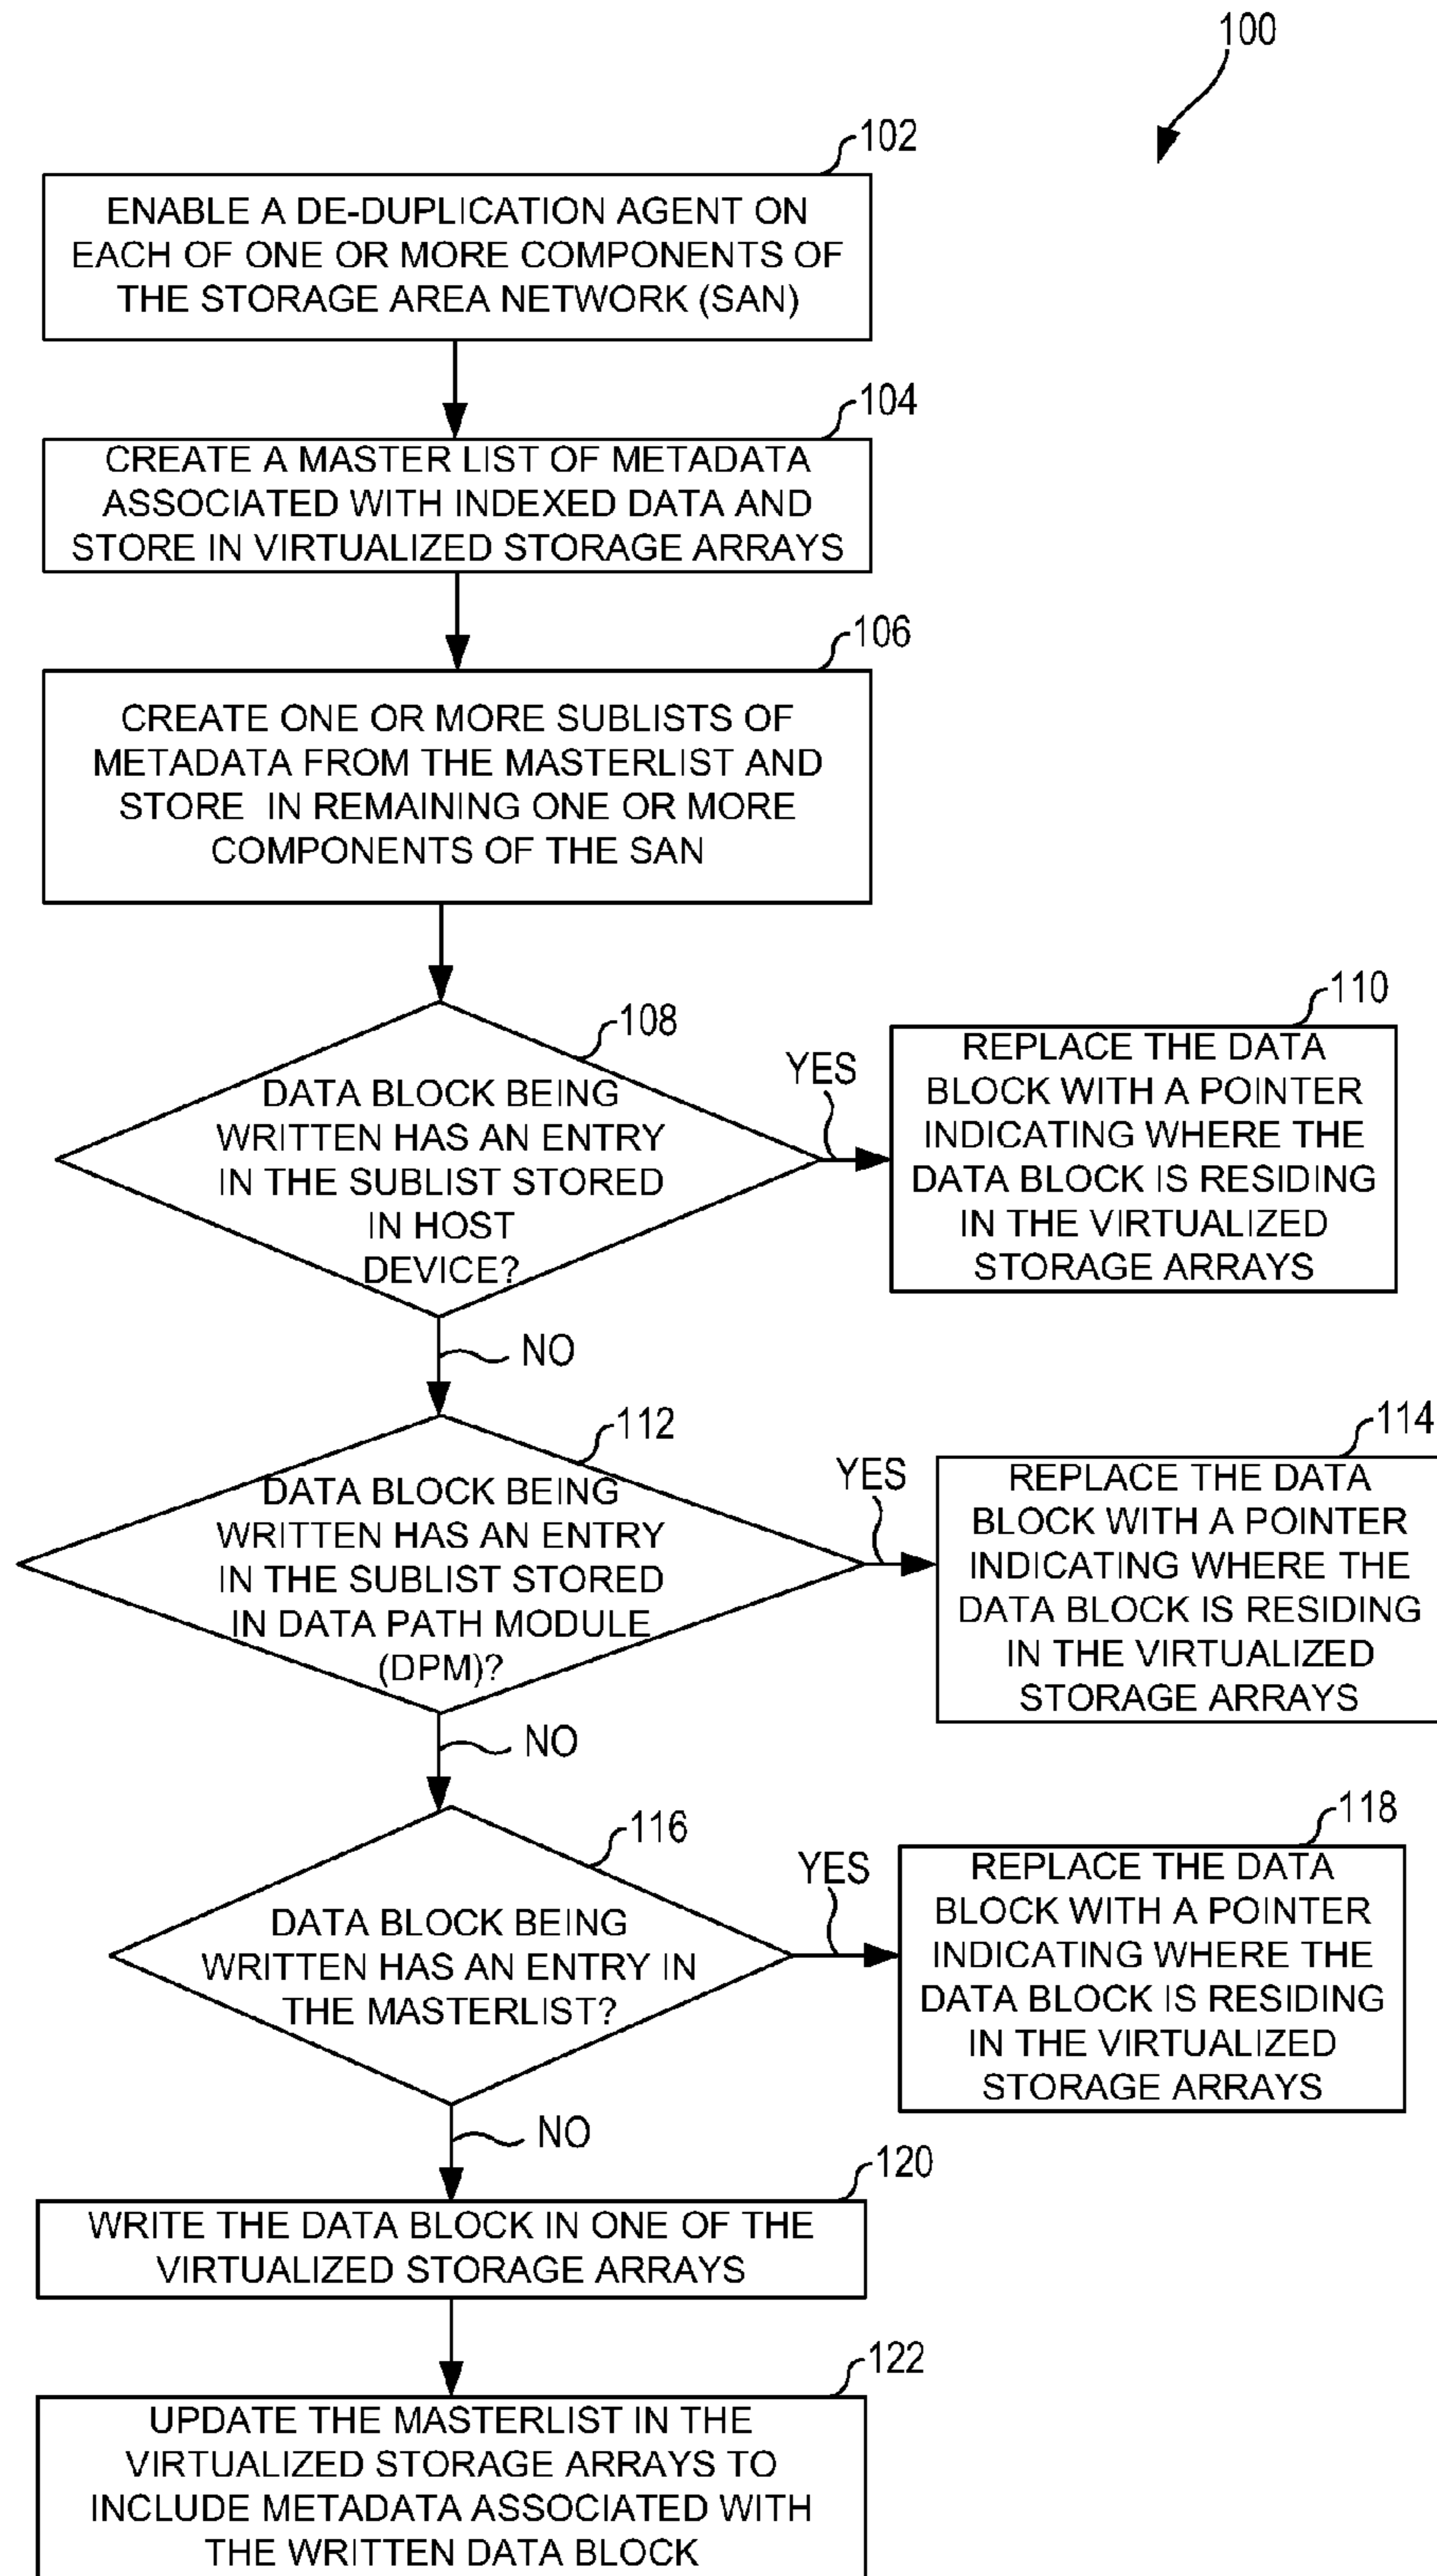 100
102
ENABLE A DE-DUPLICATION AGENT ON
EACH OF ONE OR MORE COMPONENTS OF
THE STORAGE AREA NETWORK (SAN)
104
CREATE A MASTER LIST OF METADATA
ASSOCIATED WITH INDEXED DATA AND
STORE IN VIRTUALIZED STORAGE ARRAYS
106
CREATE ONE OR MORE SUBLISTS OF
METADATA FROM THE MASTERLIST AND
STORE IN REMAINING ONE OR MORE
COMPONENTS OF THE SAN
108
DATA BLOCK BEING
WRITTEN HAS AN ENTRY
IN THE SUBLIST STORED
IN HOST
DEVICE?
YES
110
REPLACE THE DATA
BLOCK WITH A POINTER
INDICATING WHERE THE
DATA BLOCK IS RESIDING
IN THE VIRTUALIZED
STORAGE ARRAYS
NO
112
DATA BLOCK BEING
WRITTEN HAS AN ENTRY
IN THE SUBLIST STORED
IN DATA PATH MODULE
(DPM)?
YES
114
REPLACE THE DATA
BLOCK WITH A POINTER
INDICATING WHERE THE
DATA BLOCK IS RESIDING
IN THE VIRTUALIZED
STORAGE ARRAYS
NO
116
DATA BLOCK BEING
WRITTEN HAS AN ENTRY IN
THE MASTERLIST?
YES
118
REPLACE THE DATA
BLOCK WITH A POINTER
INDICATING WHERE THE
DATA BLOCK IS RESIDING
IN THE VIRTUALIZED
STORAGE ARRAYS
NO
120
WRITE THE DATA BLOCK IN ONE OF THE
VIRTUALIZED STORAGE ARRAYS
122
UPDATE THE MASTERLIST IN THE
VIRTUALIZED STORAGE ARRAYS TO
INCLUDE METADATA ASSOCIATED WITH
THE WRITTEN DATA BLOCK